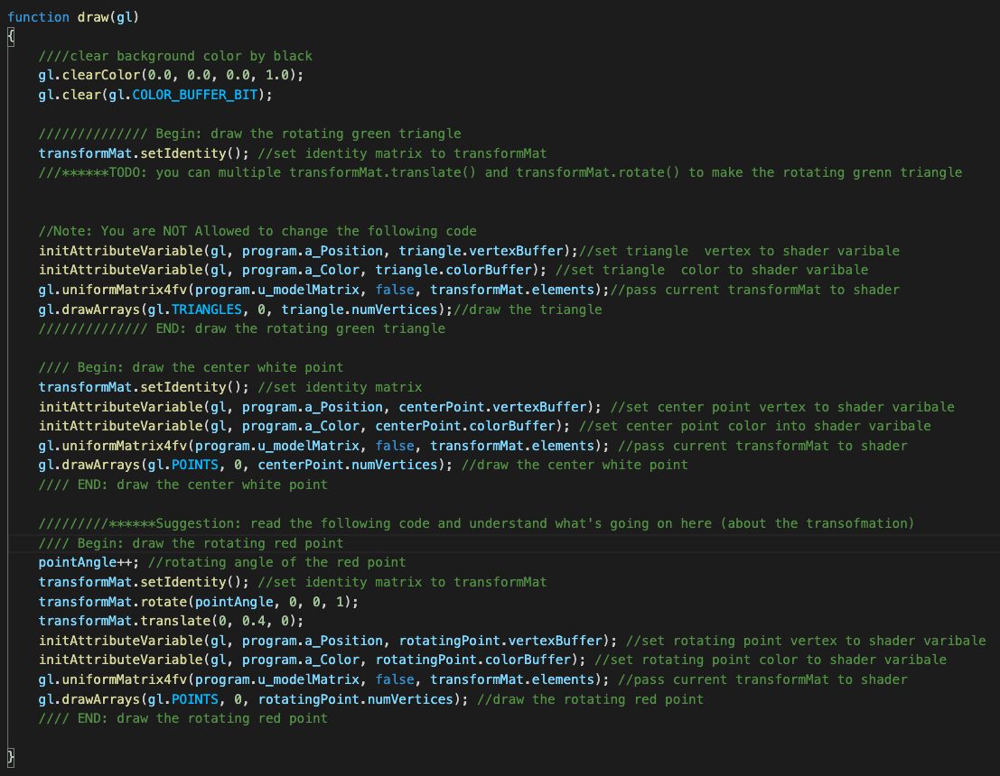 function draw(gl)
{
////clear background color by black
gl.clearColor(0.0, 0.0, 0.0, 1.0);
gl.clear(gl.COLOR_BUFFER_BIT);
////////////// Begin: draw the rotating green triangle
transformMat.setIdentity(); //set identity matrix to transformMat
///******TODO: you can multiple transformMat.translate() and transformMat.rotate() to make the rotating grenn triangle
//Note: You are NOT Allowed to change the following code
initAttributeVariable(gl, program.a_Position, triangle.vertexBuffer);//set triangle  vertex to shader varibale
initAttributeVariable(gl, program.a_Color, triangle.colorBuffer); //set triangle  color to shader varibale
gl.uniformMatrix4fv(program.u_modelMatrix, false, transformMat.elements);//pass current transformMat to shader
gl.drawArrays(gl.TRIANGLES, 0, triangle.numVertices);//draw the triangle
////////////// END: draw the rotating green triangle
//// Begin: draw the center white point
transformMat.setIdentity(); //set identity matrix
initAttributeVariable(gl, program.a_Position, centerPoint.vertexBuffer); //set center point vertex to shader varibale
initAttributeVariable(gl, program.a_Color, centerPoint.colorBuffer); //set center point color into shader varibale
gl.uniformMatrix4fv(program.u_modelMatrix, false, transformMat.elements); //pass current transformMat to shader
gl.drawArrays(gl.POINTS, 0, centerPoint.numVertices); //draw the center white point
//// END: draw the center white point
/////////******Suggestion: read the following code and understand what's going on here (about the transofmation)
//// Begin: draw the rotating red point
pointAngle++; //rotating angle of the red point
transformMat.setIdentity(); //set identity matrix to transformMat
transformMat.rotate(pointAngle, 0, 0, 1);
transformMat.translate(0, 0.4, 0);
initAttributeVariable(gl, program.a_Position, rotatingPoint.vertexBuffer); //set rotating point vertex to shader varibale
initAttributeVariable(gl, program.a_Color, rotatingPoint.colorBuffer); //set rotating point color to shader varibale
gl.uniformMatrix4fv(program.u_modelMatrix, false, transformMat.elements); //pass current transformMat to shader
gl.drawArrays(gl.POINTS, 0, rotatingPoint.numVertices); //draw the rotating red point
//// END: draw the rotating red point
}